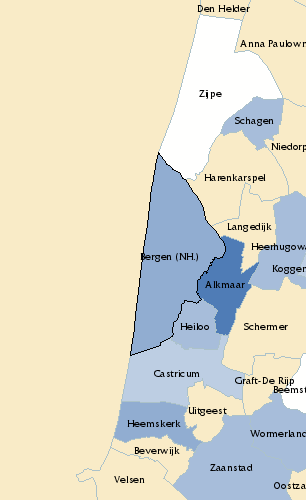 Den Helder
Anna Paulown
Zijpe
Schagen
Niedorp
Harenkarspel
Langedijk
Heerhugowa
Bergen (NH.)
Koggen
Alkmaar
Heiloo
Schermer
Castricum
Graft-De Rijp
Beemst
Uitgeest
Heemskerk
Wormerland
Beverwijk
Zaanstad
Velsen
Oostza